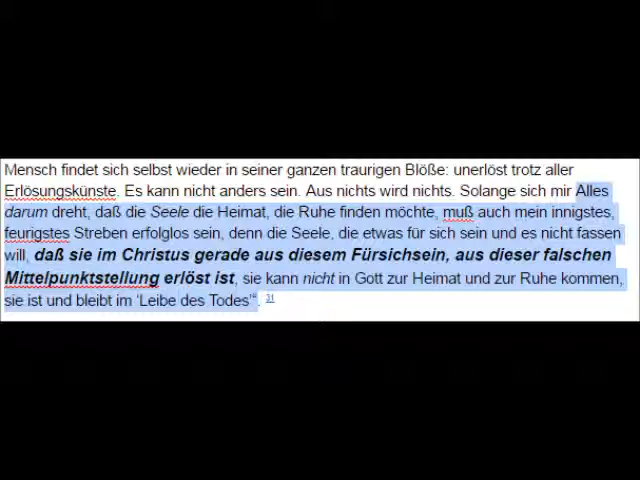 Mensch findet sich selbst wieder in seiner ganzen traurigen Blöße: unerlöst trotz aller
Erlösungskünste. Es kann nicht anders sein. Aus nichts wird nichts. Solange sich mir Alles
darum dreht, daß die Seele die Heimat, die Ruhe finden möchte, muß auch mein innigstes,
feurigstes Streben erfolglos sein, denn die Seele, die etwas für sich sein und es nicht fassen
will, daß sie im Christus gerade aus diesem Fürsichsein, aus dieser falschen
Mittelpunktstellung erlöst ist, sie kann nicht in Gott zur Heimat und zur Ruhe kommen,
sie ist und bleibt im ‘Leibe des Todes’“. 31